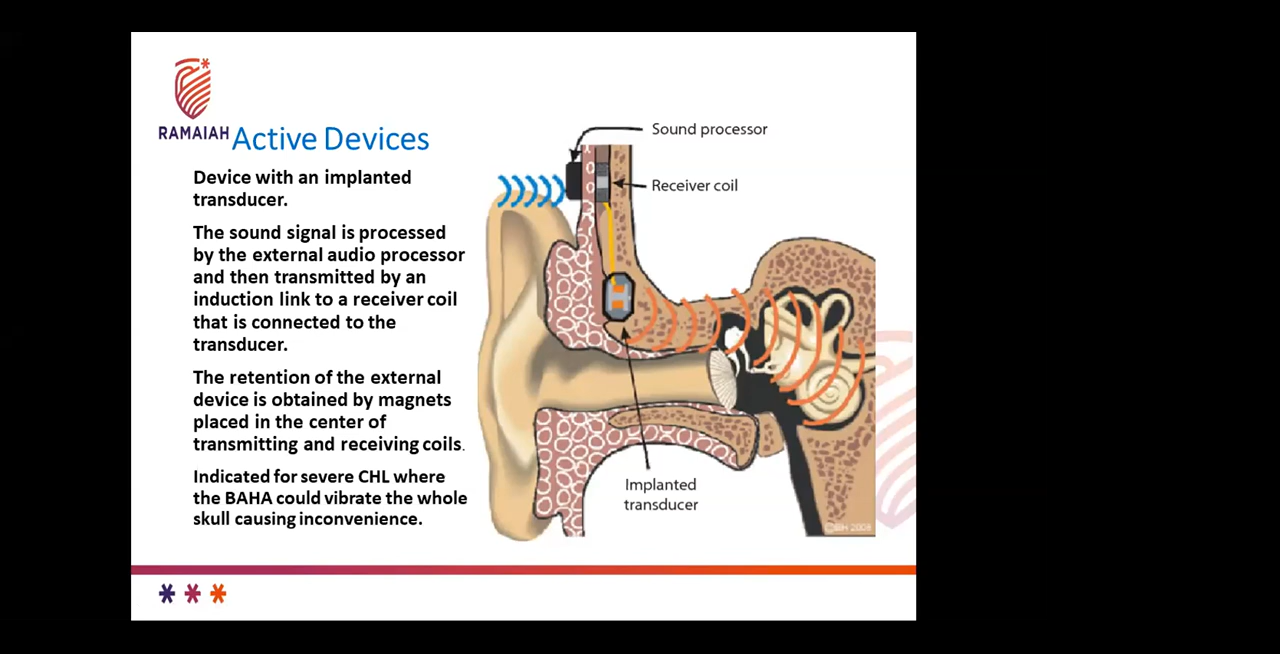 RAMAIAH
Active Devices
Device with an implanted
transducer.
The sound signal is processed
by the external audio processor
and then transmitted by an
induction link to a receiver coil
that is connected to the
transducer.
The retention of the external
device is obtained by magnets
placed in the center of
transmitting and receiving coils.
Indicated for severe CHL where
the BAHA could vibrate the whole
skull causing inconvenience.
Sound processor
Receiver coil
Implanted
transducer
2008